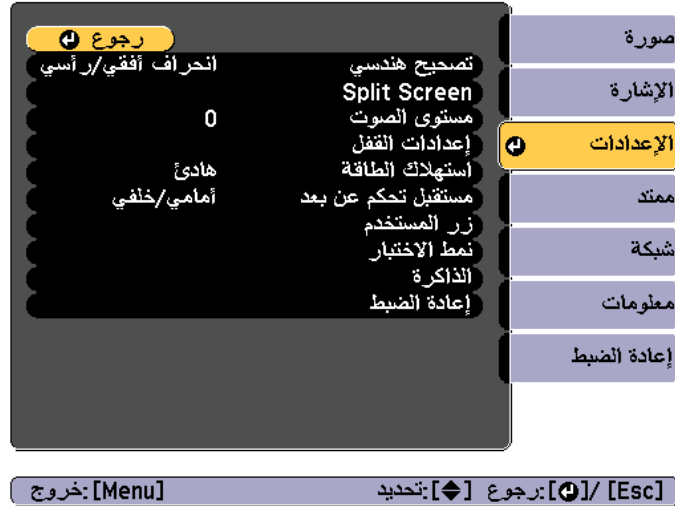 رجوع
تصحيح هندسي انحراف أفقي/رأسي
Split Screen
مستوى الصوت 0
إعدادات القفل
استهلاك الطاقة هادئ
مستقبل تحكم عن بعد أمامي/خلفي
زر المستخدم
نمط الاختبار
الذاكرة
إعادة الضبط
صورة
الإشارة
الإعدادات
ممتد
شبكة
معلومات
إعادة الضبط
[Esc] /[⏎]:رجوع [◆]:تحديد [Menu]:خروج